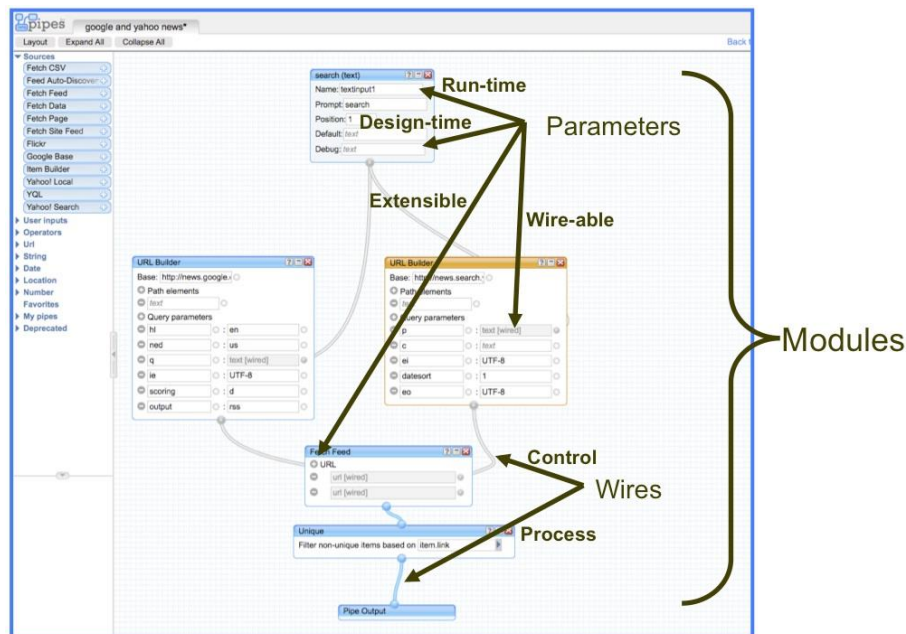 pipes
google and yahoo news*
Layout Expand All Collapse All
Back t
Sources
Fetch CSV
Feed Auto-Discover
Fetch Feed
Fetch Data
Fetch Page
Fetch Site Feed
Flickr
Google Base
Item Builder
Yahoo! Local
YQL
Yahoo! Search
User inputs
Operators
Url
String
Date
Location
Number
Favorites
My pipes
Deprecated
search (text)
Name: textinput1
Prompt: search
Position: 1
Default: text
Debug: text
Run-time
Design-time
Parameters
Extensible
Wire-able
URL Builder
Base: http://news.google.
Path elements
text
Query parameters
hl : en
ned : us
q : text [wired]
ie : UTF-8
scoring : d
output : rss
URL Builder
Base: http://news.search.
Path elements
text
Query parameters
p : text [wired]
c : text
ei : UTF-8
datesort : 1
eo : UTF-8
Modules
Fetch Feed
URL
url [wired]
url [wired]
Control
Wires
Process
Unique
Filter non-unique items based on item.link
Pipe Output